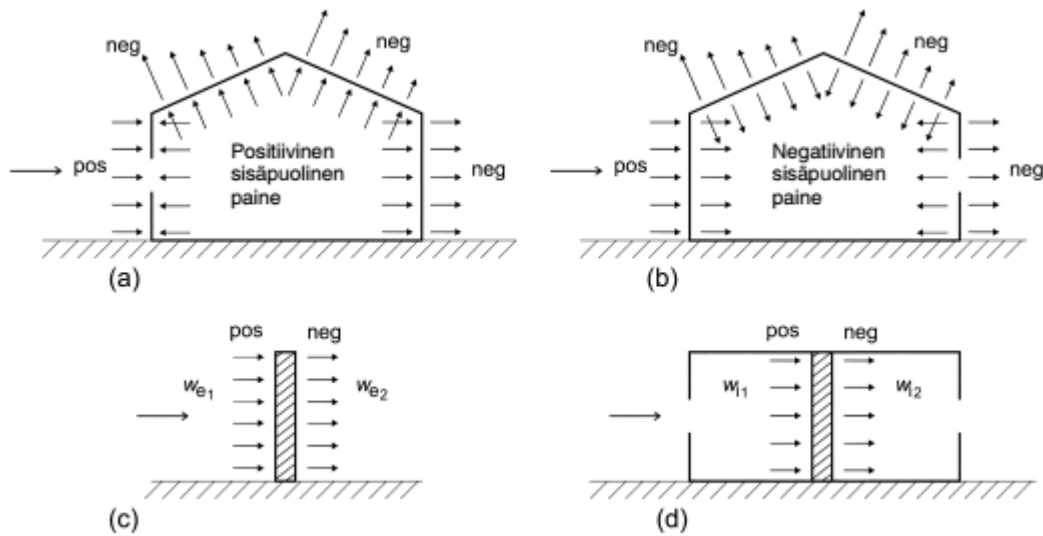 neg
neg
pos
Positiivinen
sisäpuolinen
paine
neg
(a)
neg
neg
pos
Negatiivinen
sisäpuolinen
paine
neg
(b)
pos
neg
we1
we2
(c)
pos
neg
wi1
wi2
(d)